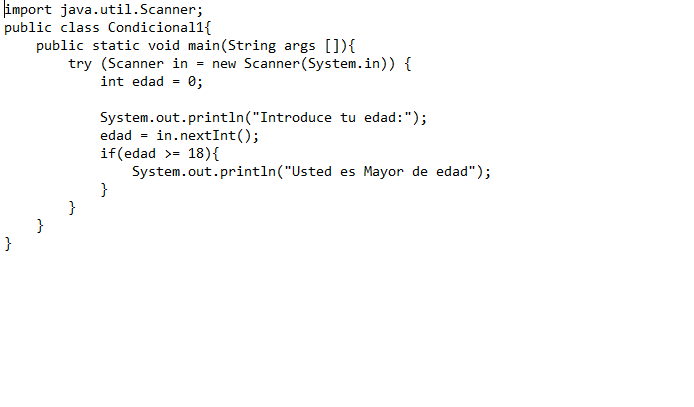 import java.util.Scanner;
public class Condicional1{
    public static void main(String args []){
        try (Scanner in = new Scanner(System.in)) {
            int edad = 0;

            System.out.println("Introduce tu edad:");
            edad = in.nextInt();
            if(edad >= 18){
                System.out.println("Usted es Mayor de edad");
            }
        }
    }
}